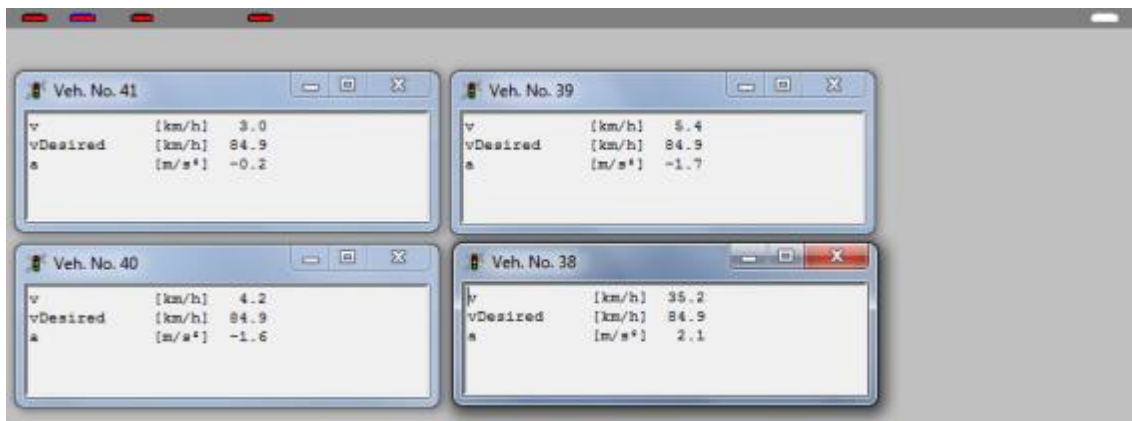 Veh. No. 41
v [km/h] 3.0
vDesired [km/h] 84.9
a [m/s²] -0.2
Veh. No. 39
v [km/h] 5.4
vDesired [km/h] 84.9
a [m/s²] -1.7
Veh. No. 40
v [km/h] 4.2
vDesired [km/h] 84.9
a [m/s²] -1.6
Veh. No. 38
v [km/h] 35.2
vDesired [km/h] 84.9
a [m/s²] 2.1